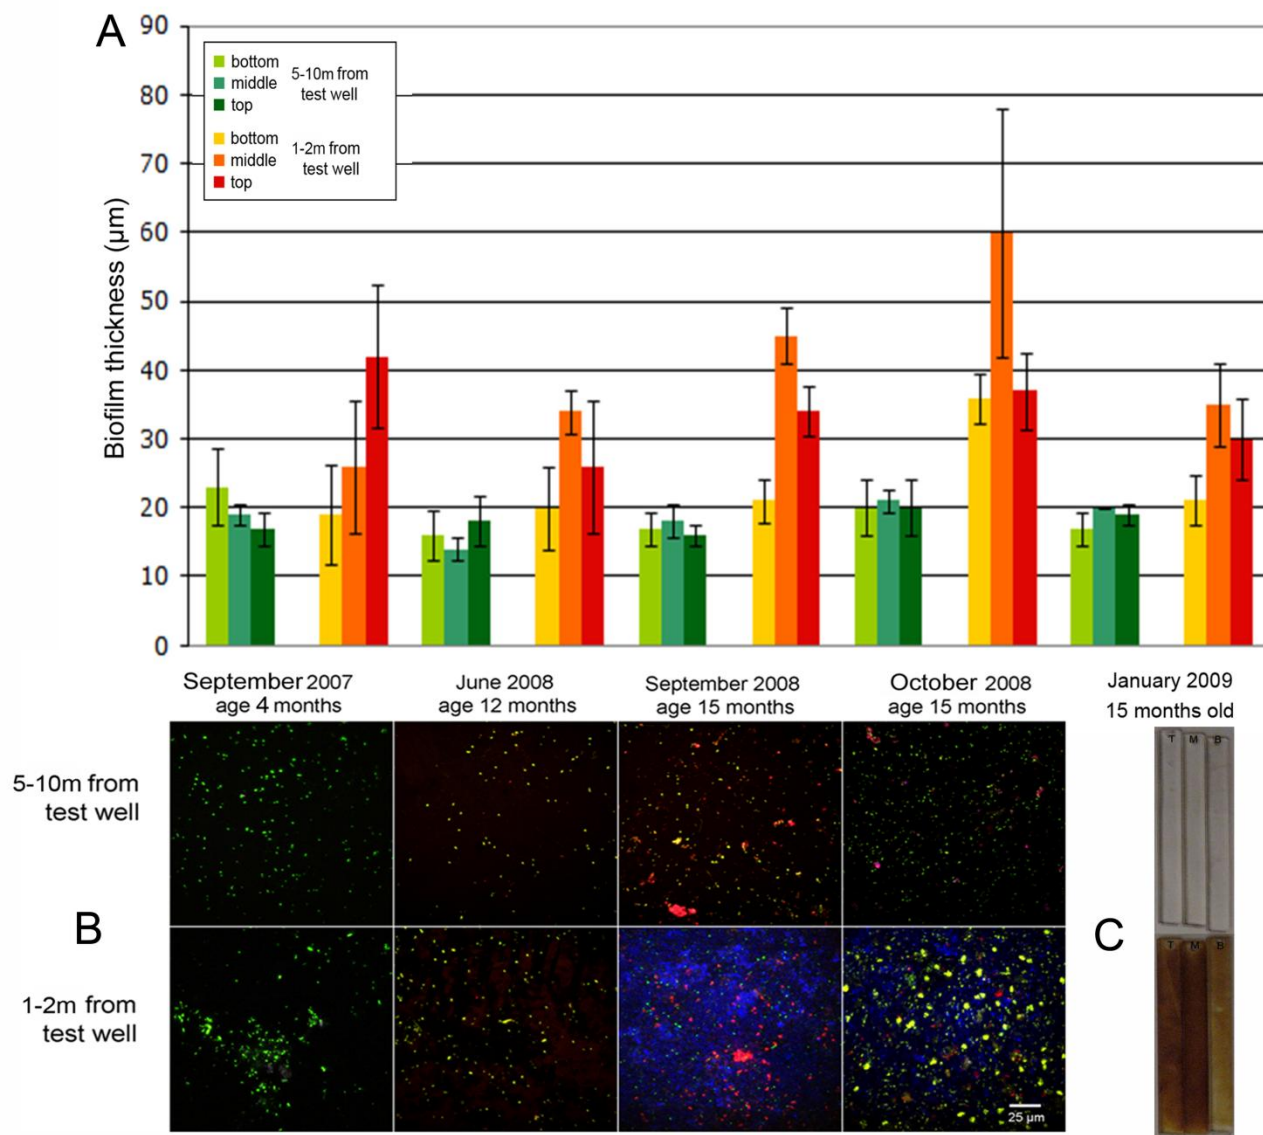 A
90
80
70
60
50
40
30
20
10
0
Biofilm thickness (µm)
bottom
middle
top
5-10m from
test well
bottom
middle
top
1-2m from
test well
September 2007
age 4 months
June 2008
age 12 months
September 2008
age 15 months
October 2008
age 15 months
January 2009
15 months old
5-10m from
test well
B
1-2m from
test well
25 µm
C
T M B
T M B